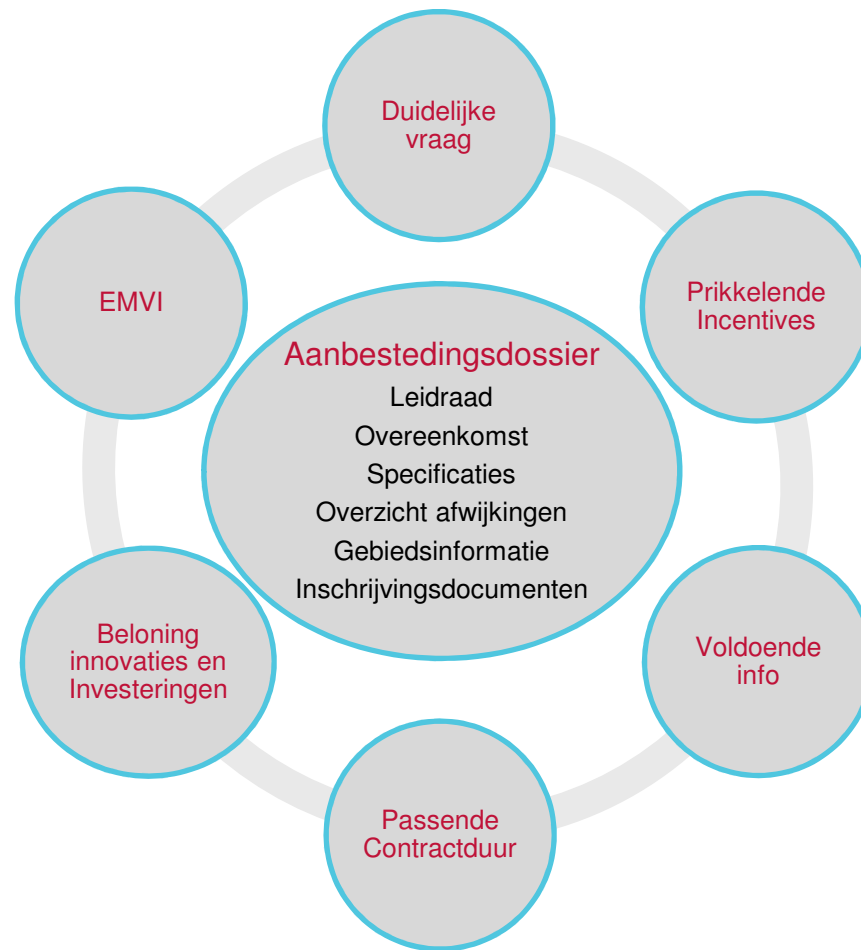 Duidelijke
vraag
EMVI
Prikkelende
Incentives
Aanbestedingsdossier
Leidraad
Overeenkomst
Specificaties
Overzicht afwijkingen
Gebiedsinformatie
Inschrijvingsdocumenten
Beloning
innovaties en
Investeringen
Voldoende
info
Passende
Contractduur